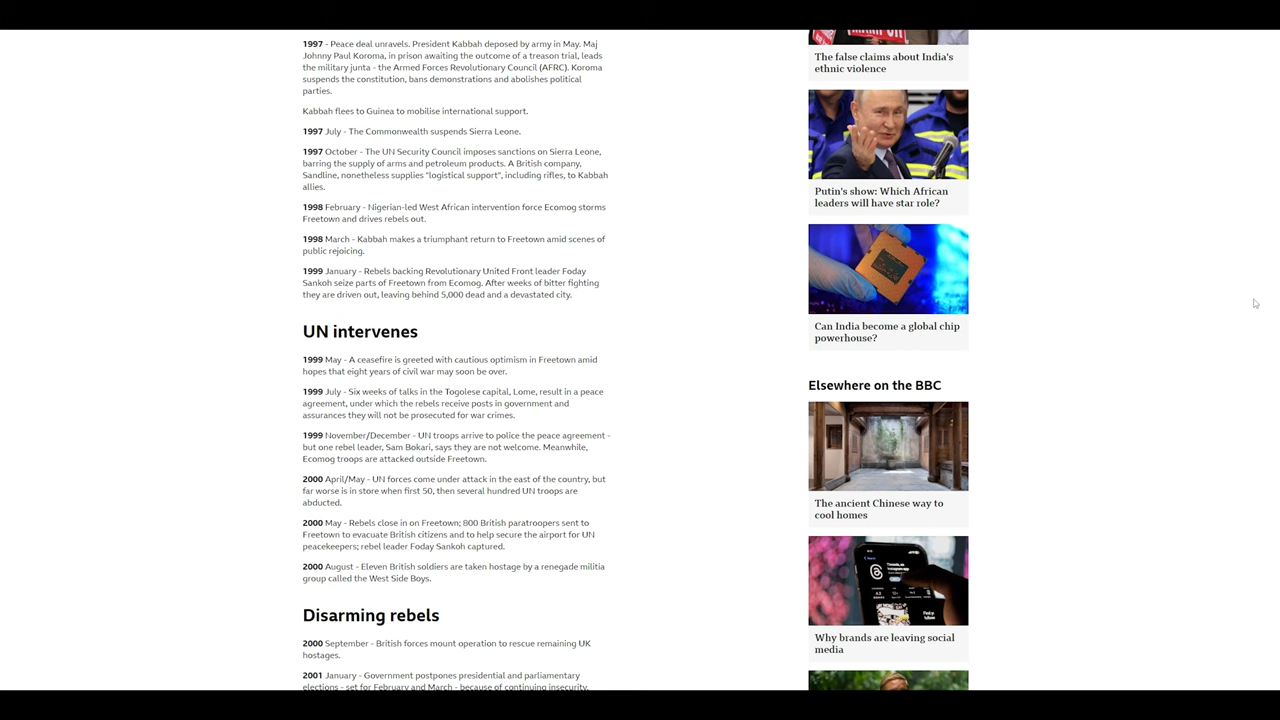 1997 - Peace deal unravels. President Kabbah deposed by army in May. Maj
Johnny Paul Koroma, in prison awaiting the outcome of a treason trial, leads
the military junta - the Armed Forces Revolutionary Council (AFRC). Koroma
suspends the constitution, bans demonstrations and abolishes political
parties.
Kabbah flees to Guinea to mobilise international support.
1997 July - The Commonwealth suspends Sierra Leone.
1997 October - The UN Security Council imposes sanctions on Sierra Leone,
barring the supply of arms and petroleum products. A British company,
Sandline, nonetheless supplies "logistical support", including rifles, to Kabbah
allies.
1998 February - Nigerian-led West African intervention force Ecomog storms
Freetown and drives rebels out.
1998 March - Kabbah makes a triumphant return to Freetown amid scenes of
public rejoicing.
1999 January - Rebels backing Revolutionary United Front leader Foday
Sankoh seize parts of Freetown from Ecomog. After weeks of bitter fighting
they are driven out, leaving behind 5,000 dead and a devastated city.
UN intervenes
1999 May - A ceasefire is greeted with cautious optimism in Freetown amid
hopes that eight years of civil war may soon be over.
1999 July - Six weeks of talks in the Togolese capital, Lome, result in a peace
agreement, under which the rebels receive posts in government and
assurances they will not be prosecuted for war crimes.
1999 November/December - UN troops arrive to police the peace agreement -
but one rebel leader, Sam Bokari, says they are not welcome. Meanwhile,
Ecomog troops are attacked outside Freetown.
2000 April/May - UN forces come under attack in the east of the country, but
far worse is in store when first 50, then several hundred UN troops are
abducted.
2000 May - Rebels close in on Freetown; 800 British paratroopers sent to
Freetown to evacuate British citizens and to help secure the airport for UN
peacekeepers; rebel leader Foday Sankoh captured.
2000 August - Eleven British soldiers are taken hostage by a renegade militia
group called the West Side Boys.
Disarming rebels
2000 September - British forces mount operation to rescue remaining UK
hostages.
2001 January - Government postpones presidential and parliamentary
elections - set for February and March - because of continuing insecurity,
The false claims about India's
ethnic violence
Putin's show: Which African
leaders will have star role?
Can India become a global chip
powerhouse?
Elsewhere on the BBC
The ancient Chinese way to
cool homes
Why brands are leaving social
media